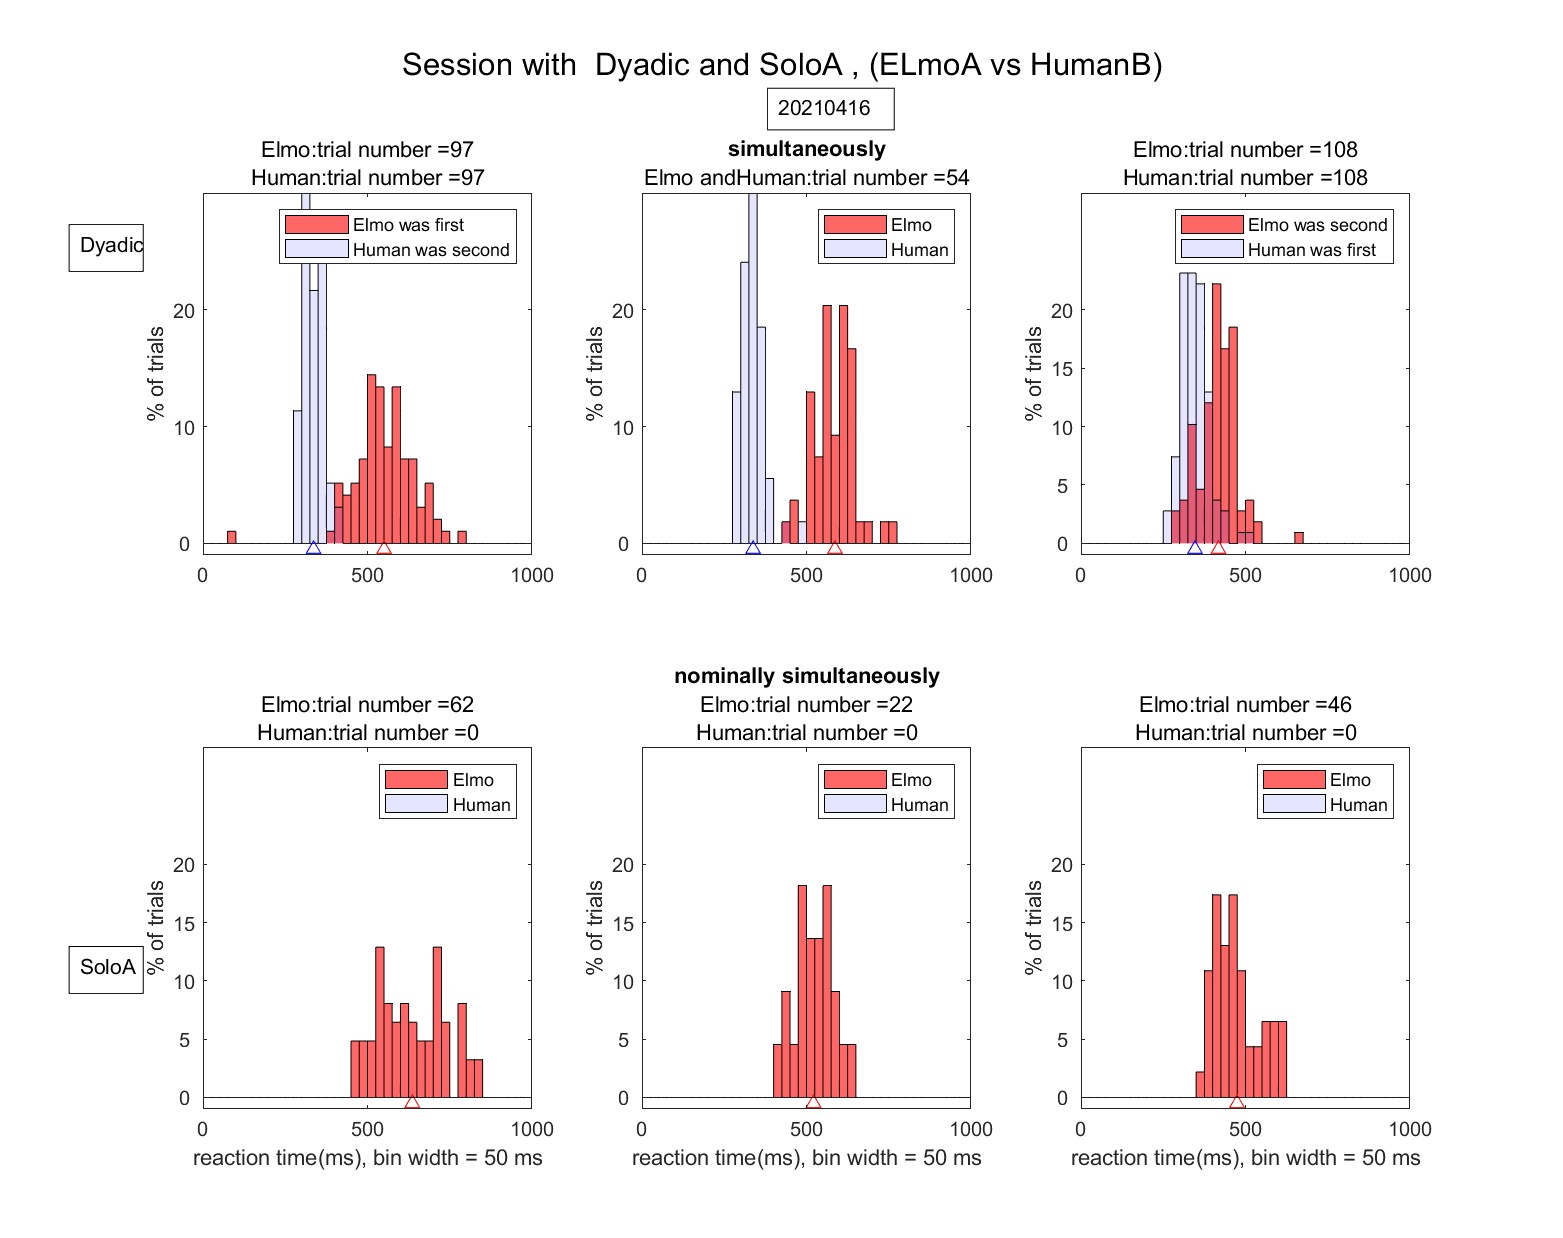 Session with  Dyadic and SoloA , (ELmoA vs HumanB)
20210416
Elmo:trial number =97
Human:trial number =97
simultaneously
Elmo andHuman:trial number =54
Elmo:trial number =108
Human:trial number =108
Dyadic
Elmo was first
Human was second
% of trials
20
10
0
0 500 1000
Elmo
Human
% of trials
20
10
0
0 500 1000
Elmo was second
Human was first
% of trials
20
15
10
5
0
0 500 1000
Elmo:trial number =62
Human:trial number =0
nominally simultaneously
Elmo:trial number =22
Human:trial number =0
Elmo:trial number =46
Human:trial number =0
SoloA
Elmo
Human
% of trials
20
15
10
5
0
0 500 1000
reaction time(ms), bin width = 50 ms
Elmo
Human
% of trials
20
15
10
5
0
0 500 1000
reaction time(ms), bin width = 50 ms
Elmo
Human
% of trials
20
15
10
5
0
0 500 1000
reaction time(ms), bin width = 50 ms